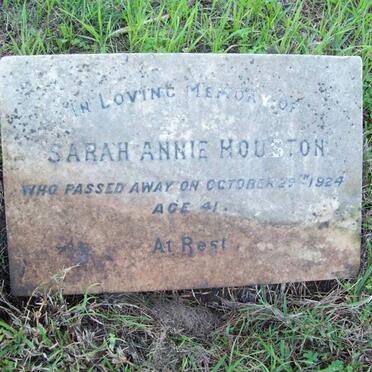 IN LOVING MEMORY OF
SARAH ANNIE HOUSTON
WHO PASSED AWAY ON OCTOBER 29TH 1924
AGE 41.
At Rest.